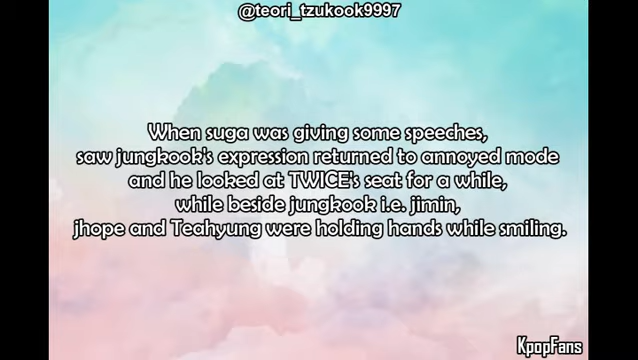 @teori_tzukook9997
When suga was giving some speeches,
saw jungkook's expression returned to annoyed mode
and he looked at TWICE's seat for a while,
while beside jungkook i.e. jimin,
jhope and Teahyung were holding hands while smiling.
KpopFans